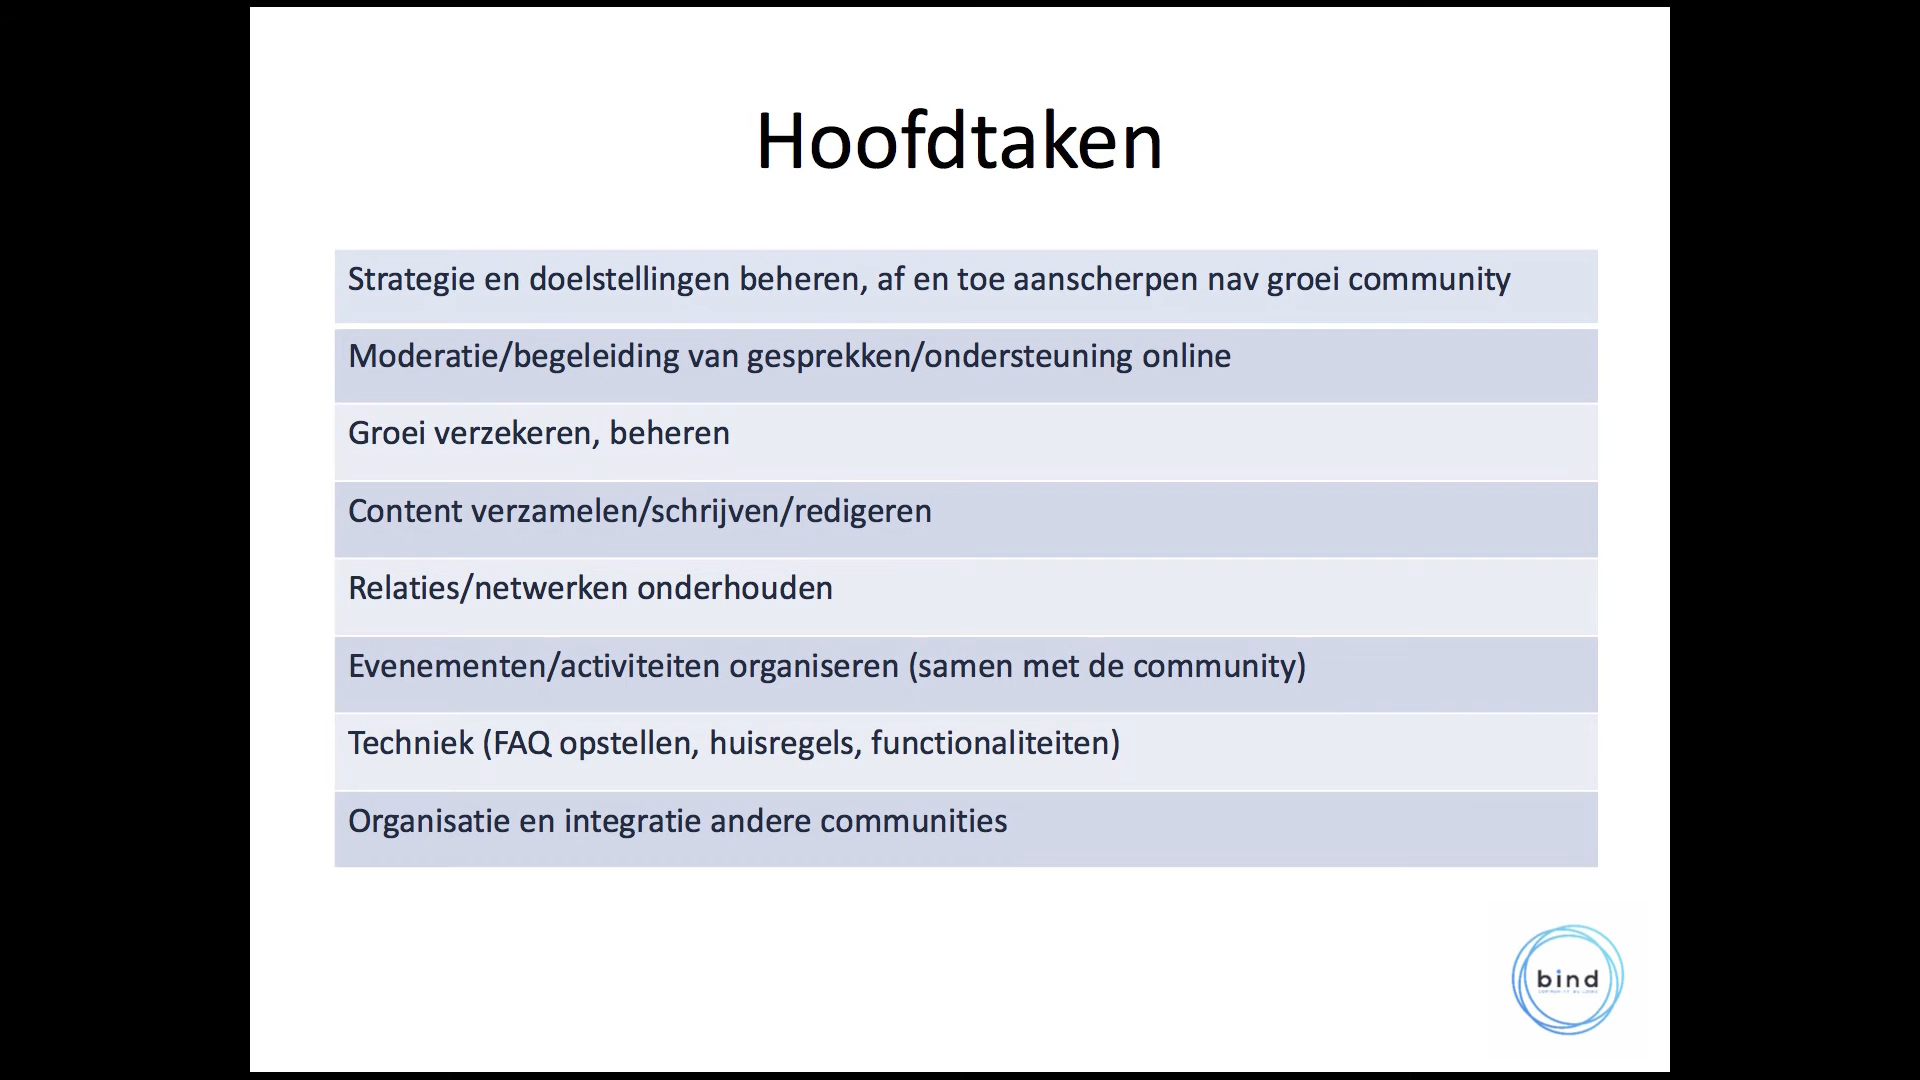 Hoofdtaken
Strategie en doelstellingen beheren, af en toe aanscherpen nav groei community
Moderatie/begeleiding van gesprekken/ondersteuning online
Groei verzekeren, beheren
Content verzamelen/schrijven/redigeren
Relaties/netwerken onderhouden
Evenementen/activiteiten organiseren (samen met de community)
Techniek (FAQ opstellen, huisregels, functionaliteiten)
Organisatie en integratie andere communities
bind